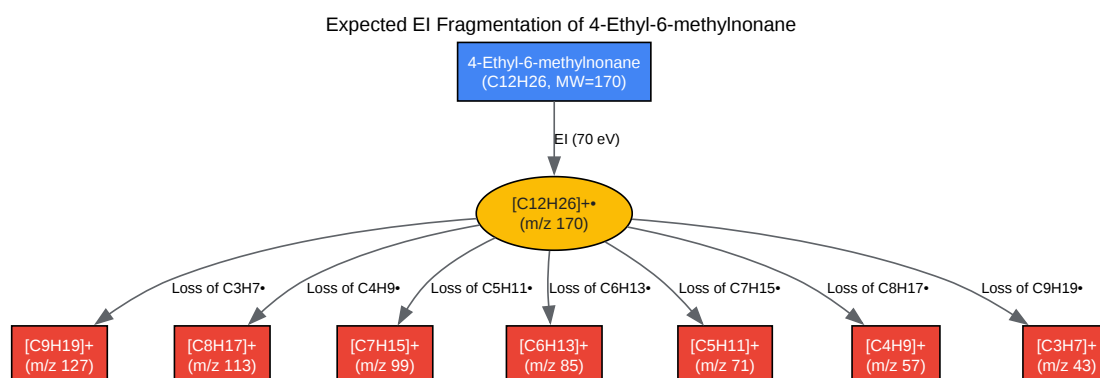 Expected EI Fragmentation of 4-Ethyl-6-methylnonane
4-Ethyl-6-methylnonane
(C12H26, MW=170)
EI (70 eV)
[C12H26]+•
(m/z 170)
Loss of C3H7•
Loss of C4H9•
Loss of C5H11•
Loss of C6H13•
Loss of C7H15•
Loss of C8H17•
Loss of C9H19•
[C9H19]+
(m/z 127)
[C8H17]+
(m/z 113)
[C7H15]+
(m/z 99)
[C6H13]+
(m/z 85)
[C5H11]+
(m/z 71)
[C4H9]+
(m/z 57)
[C3H7]+
(m/z 43)